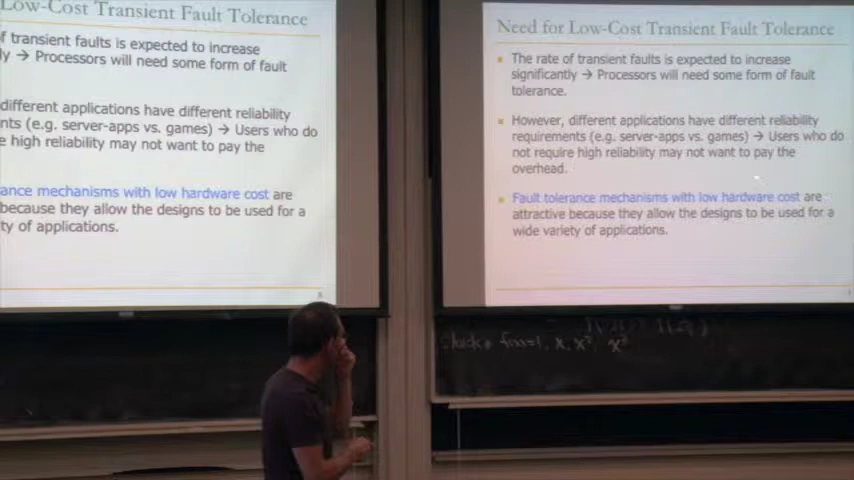 Low-Cost Transient Fault Tolerance
f transient faults is expected to increase
ly → Processors will need some form of fault
different applications have different reliability
nts (e.g. server-apps vs. games) → Users who do
e high reliability may not want to pay the
ance mechanisms with low hardware cost are
because they allow the designs to be used for a
ty of applications.
Need for Low-Cost Transient Fault Tolerance
The rate of transient faults is expected to increase
significantly → Processors will need some form of fault
tolerance.
However, different applications have different reliability
requirements (e.g. server-apps vs. games) → Users who do
not require high reliability may not want to pay the
overhead.
Fault tolerance mechanisms with low hardware cost are
attractive because they allow the designs to be used for a
wide variety of applications.